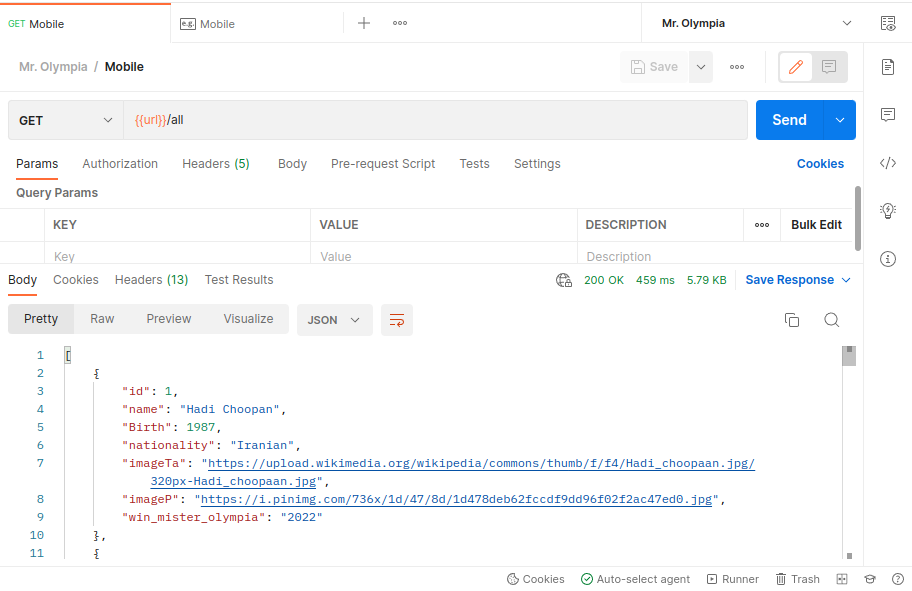 GET Mobile
e.g. Mobile
Mr. Olympia
Mr. Olympia / Mobile
Save
GET
{{url}}/all
Send
Params Authorization Headers (5) Body Pre-request Script Tests Settings Cookies
Query Params
KEY VALUE DESCRIPTION Bulk Edit
Key Value Description
Body Cookies Headers (13) Test Results 200 OK 459 ms 5.79 KB Save Response
Pretty Raw Preview Visualize JSON
1 [
2 {
3 "id": 1,
4 "name": "Hadi Choopan",
5 "Birth": 1987,
6 "nationality": "Iranian",
7 "imageTa": "https://upload.wikimedia.org/wikipedia/commons/thumb/f/f4/Hadi_choopaan.jpg/
320px-Hadi_choopaan.jpg",
8 "imageP": "https://i.pinimg.com/736x/1d/47/8d/1d478deb62fccdf9dd96f02f2ac47ed0.jpg",
9 "win_mister_olympia": "2022"
10 },
11 {
Cookies Auto-select agent Runner Trash